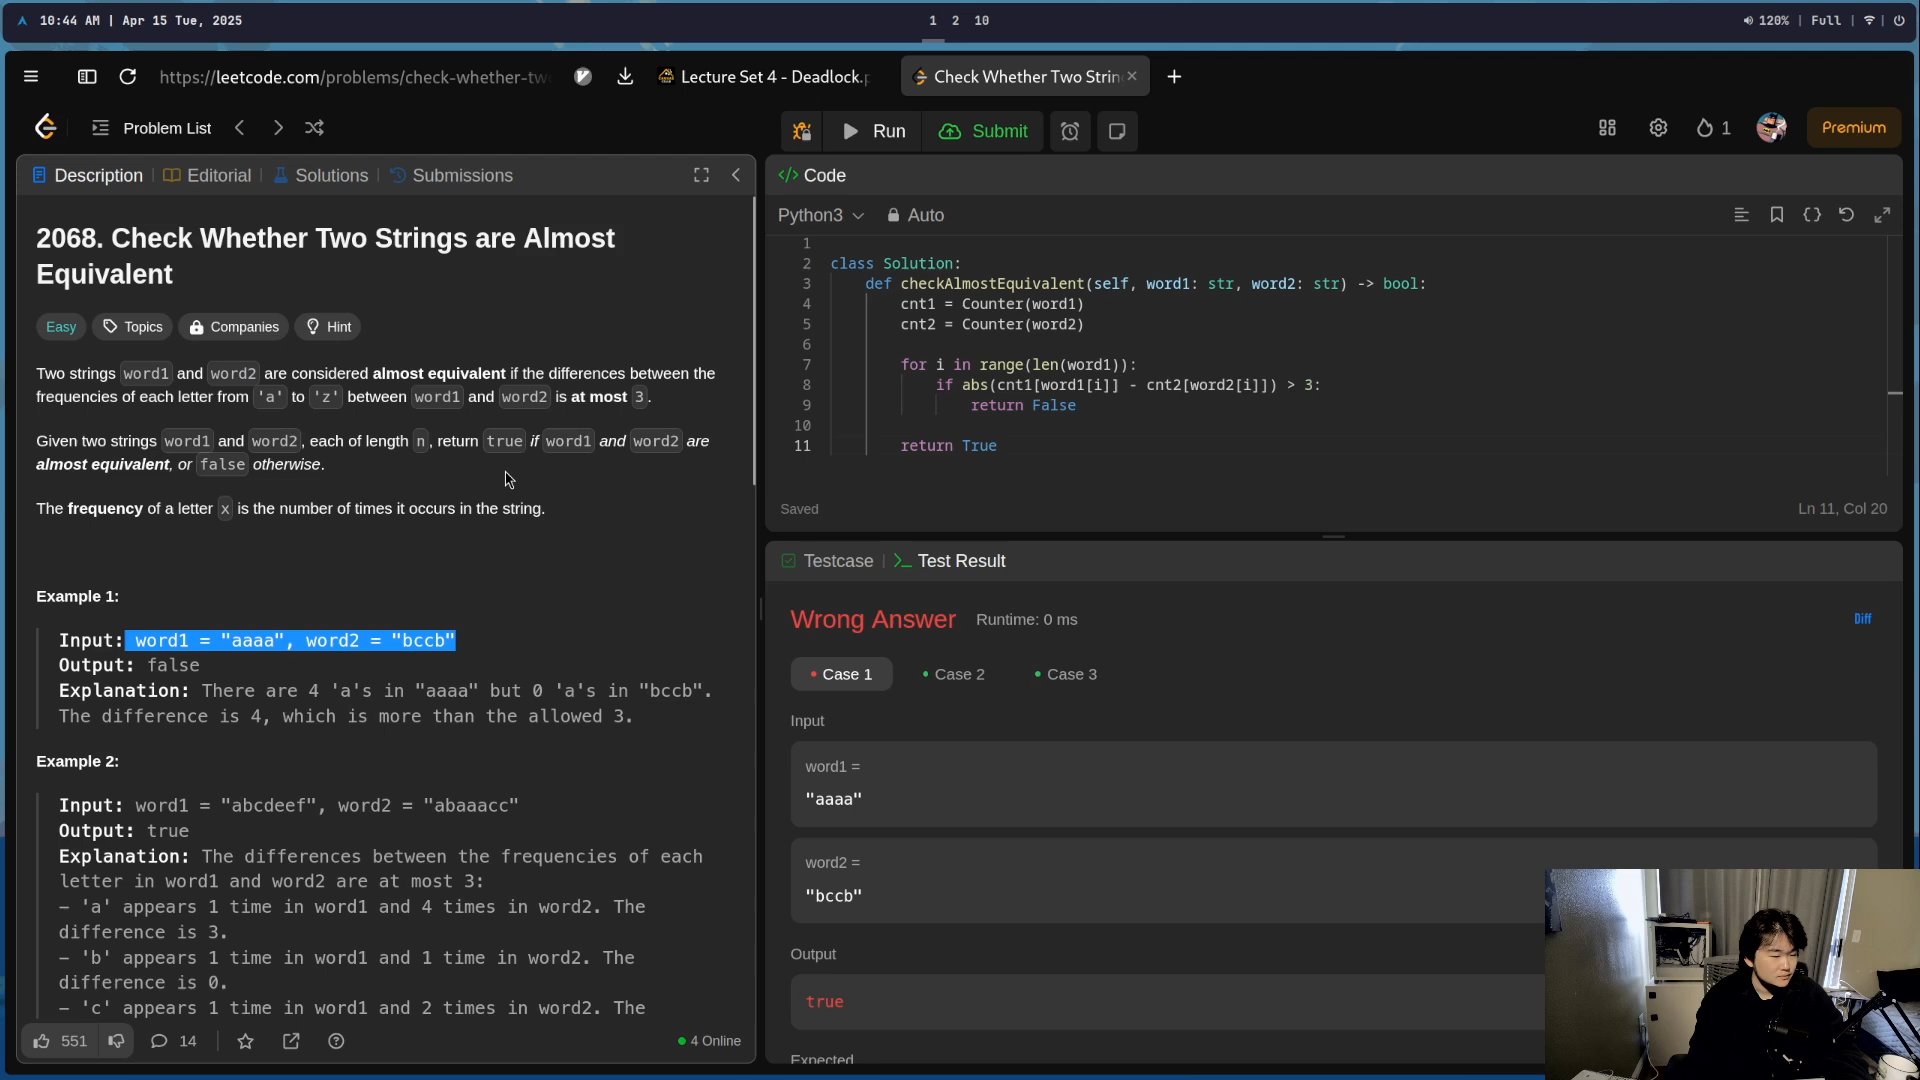 10:44 AM | Apr 15 Tue, 2025
1 2 10
120% | Full
https://leetcode.com/problems/check-whether-tw
Lecture Set 4 - Deadlock.p
Check Whether Two Strin
Problem List
Run
Submit
1
Premium
Description
Editorial
Solutions
Submissions
2068. Check Whether Two Strings are Almost
Equivalent
Easy
Topics
Companies
Hint
Two strings word1 and word2 are considered almost equivalent if the differences between the
frequencies of each letter from 'a' to 'z' between word1 and word2 is at most 3.
Given two strings word1 and word2, each of length n, return true if word1 and word2 are
almost equivalent, or false otherwise.
The frequency of a letter x is the number of times it occurs in the string.
Example 1:
Input: word1 = "aaaa", word2 = "bccb"
Output: false
Explanation: There are 4 'a's in "aaaa" but 0 'a's in "bccb".
The difference is 4, which is more than the allowed 3.
Example 2:
Input: word1 = "abcdeef", word2 = "abaaacc"
Output: true
Explanation: The differences between the frequencies of each
letter in word1 and word2 are at most 3:
- 'a' appears 1 time in word1 and 4 times in word2. The
difference is 3.
- 'b' appears 1 time in word1 and 1 time in word2. The
difference is 0.
- 'c' appears 1 time in word1 and 2 times in word2. The
551
14
4 Online
Code
Python3
Auto
1
2 class Solution:
3 def checkAlmostEquivalent(self, word1: str, word2: str) -> bool:
4 cnt1 = Counter(word1)
5 cnt2 = Counter(word2)
6
7 for i in range(len(word1)):
8 if abs(cnt1[word1[i]] - cnt2[word2[i]]) > 3:
9 return False
10
11 return True
Saved
Ln 11, Col 20
Testcase
Test Result
Wrong Answer
Runtime: 0 ms
Diff
Case 1
Case 2
Case 3
Input
word1 =
"aaaa"
word2 =
"bccb"
Output
true
Expected